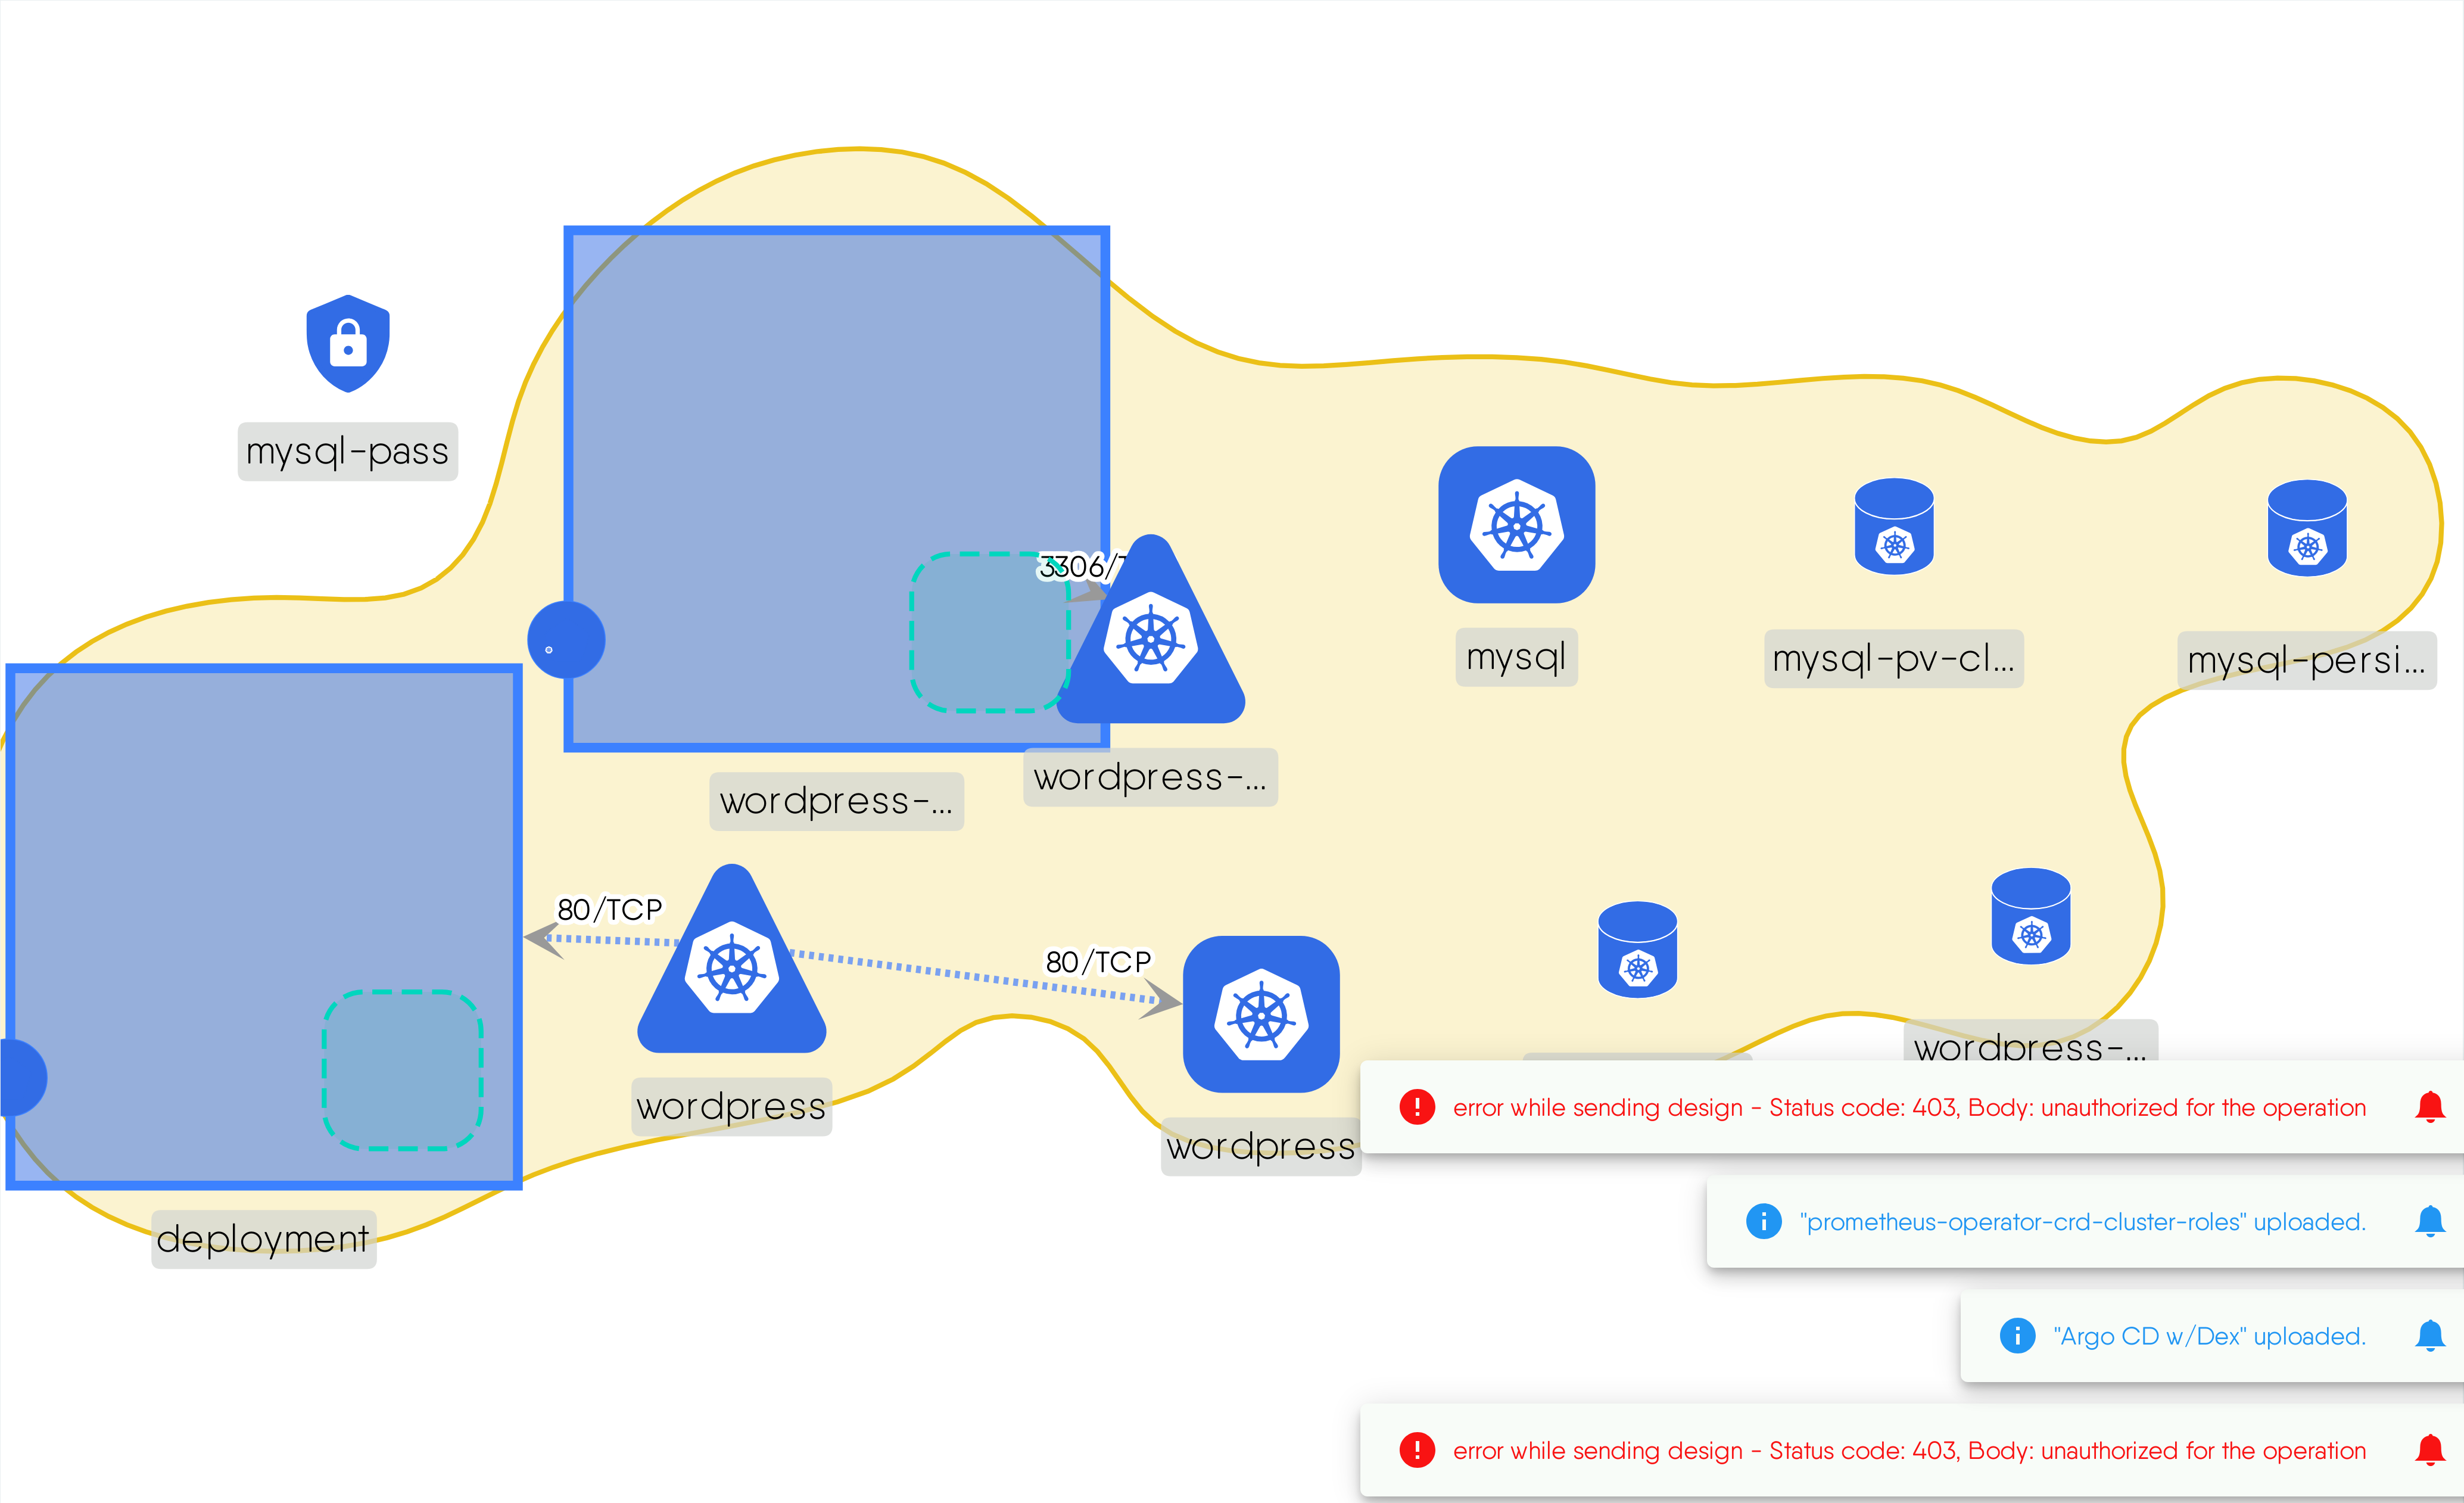 mysql-pass
3306/T
mysql
mysql-pv-cl...
mysql-persi...
wordpress-...
wordpress-...
80/TCP
80/TCP
wordpress-...
wordpress
wordpress
deployment
error while sending design - Status code: 403, Body: unauthorized for the operation
"prometheus-operator-crd-cluster-roles" uploaded.
"Argo CD w/Dex" uploaded.
error while sending design - Status code: 403, Body: unauthorized for the operation